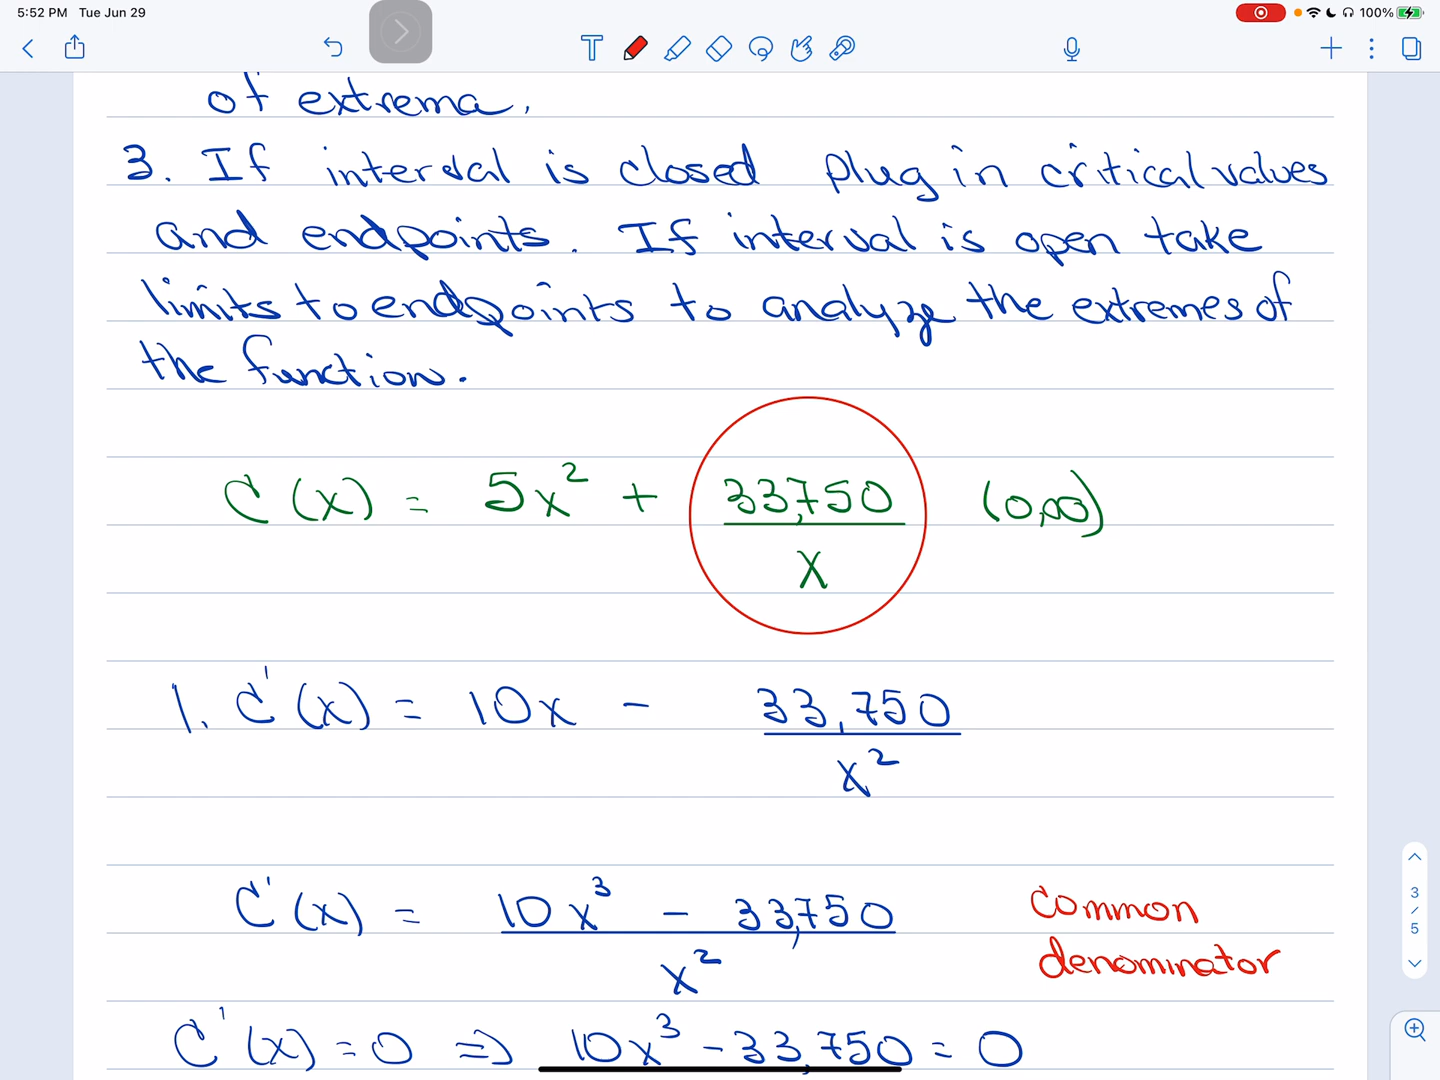 5:52 PM Tue Jun 29
100%
T
of extrema.
3. If interval is closed plug in critical values
and endpoints. If interval is open take
limits to endpoints to analyze the extremes of
the function.
C(x) = 5x² + 33,750 / x (0,∞)
1. C'(x) = 10x - 33,750 / x²
C'(x) = 10x³ - 33,750 / x² common
denominator
C'(x) = 0 ⇒ 10x³ - 33,750 = 0
3 / 5